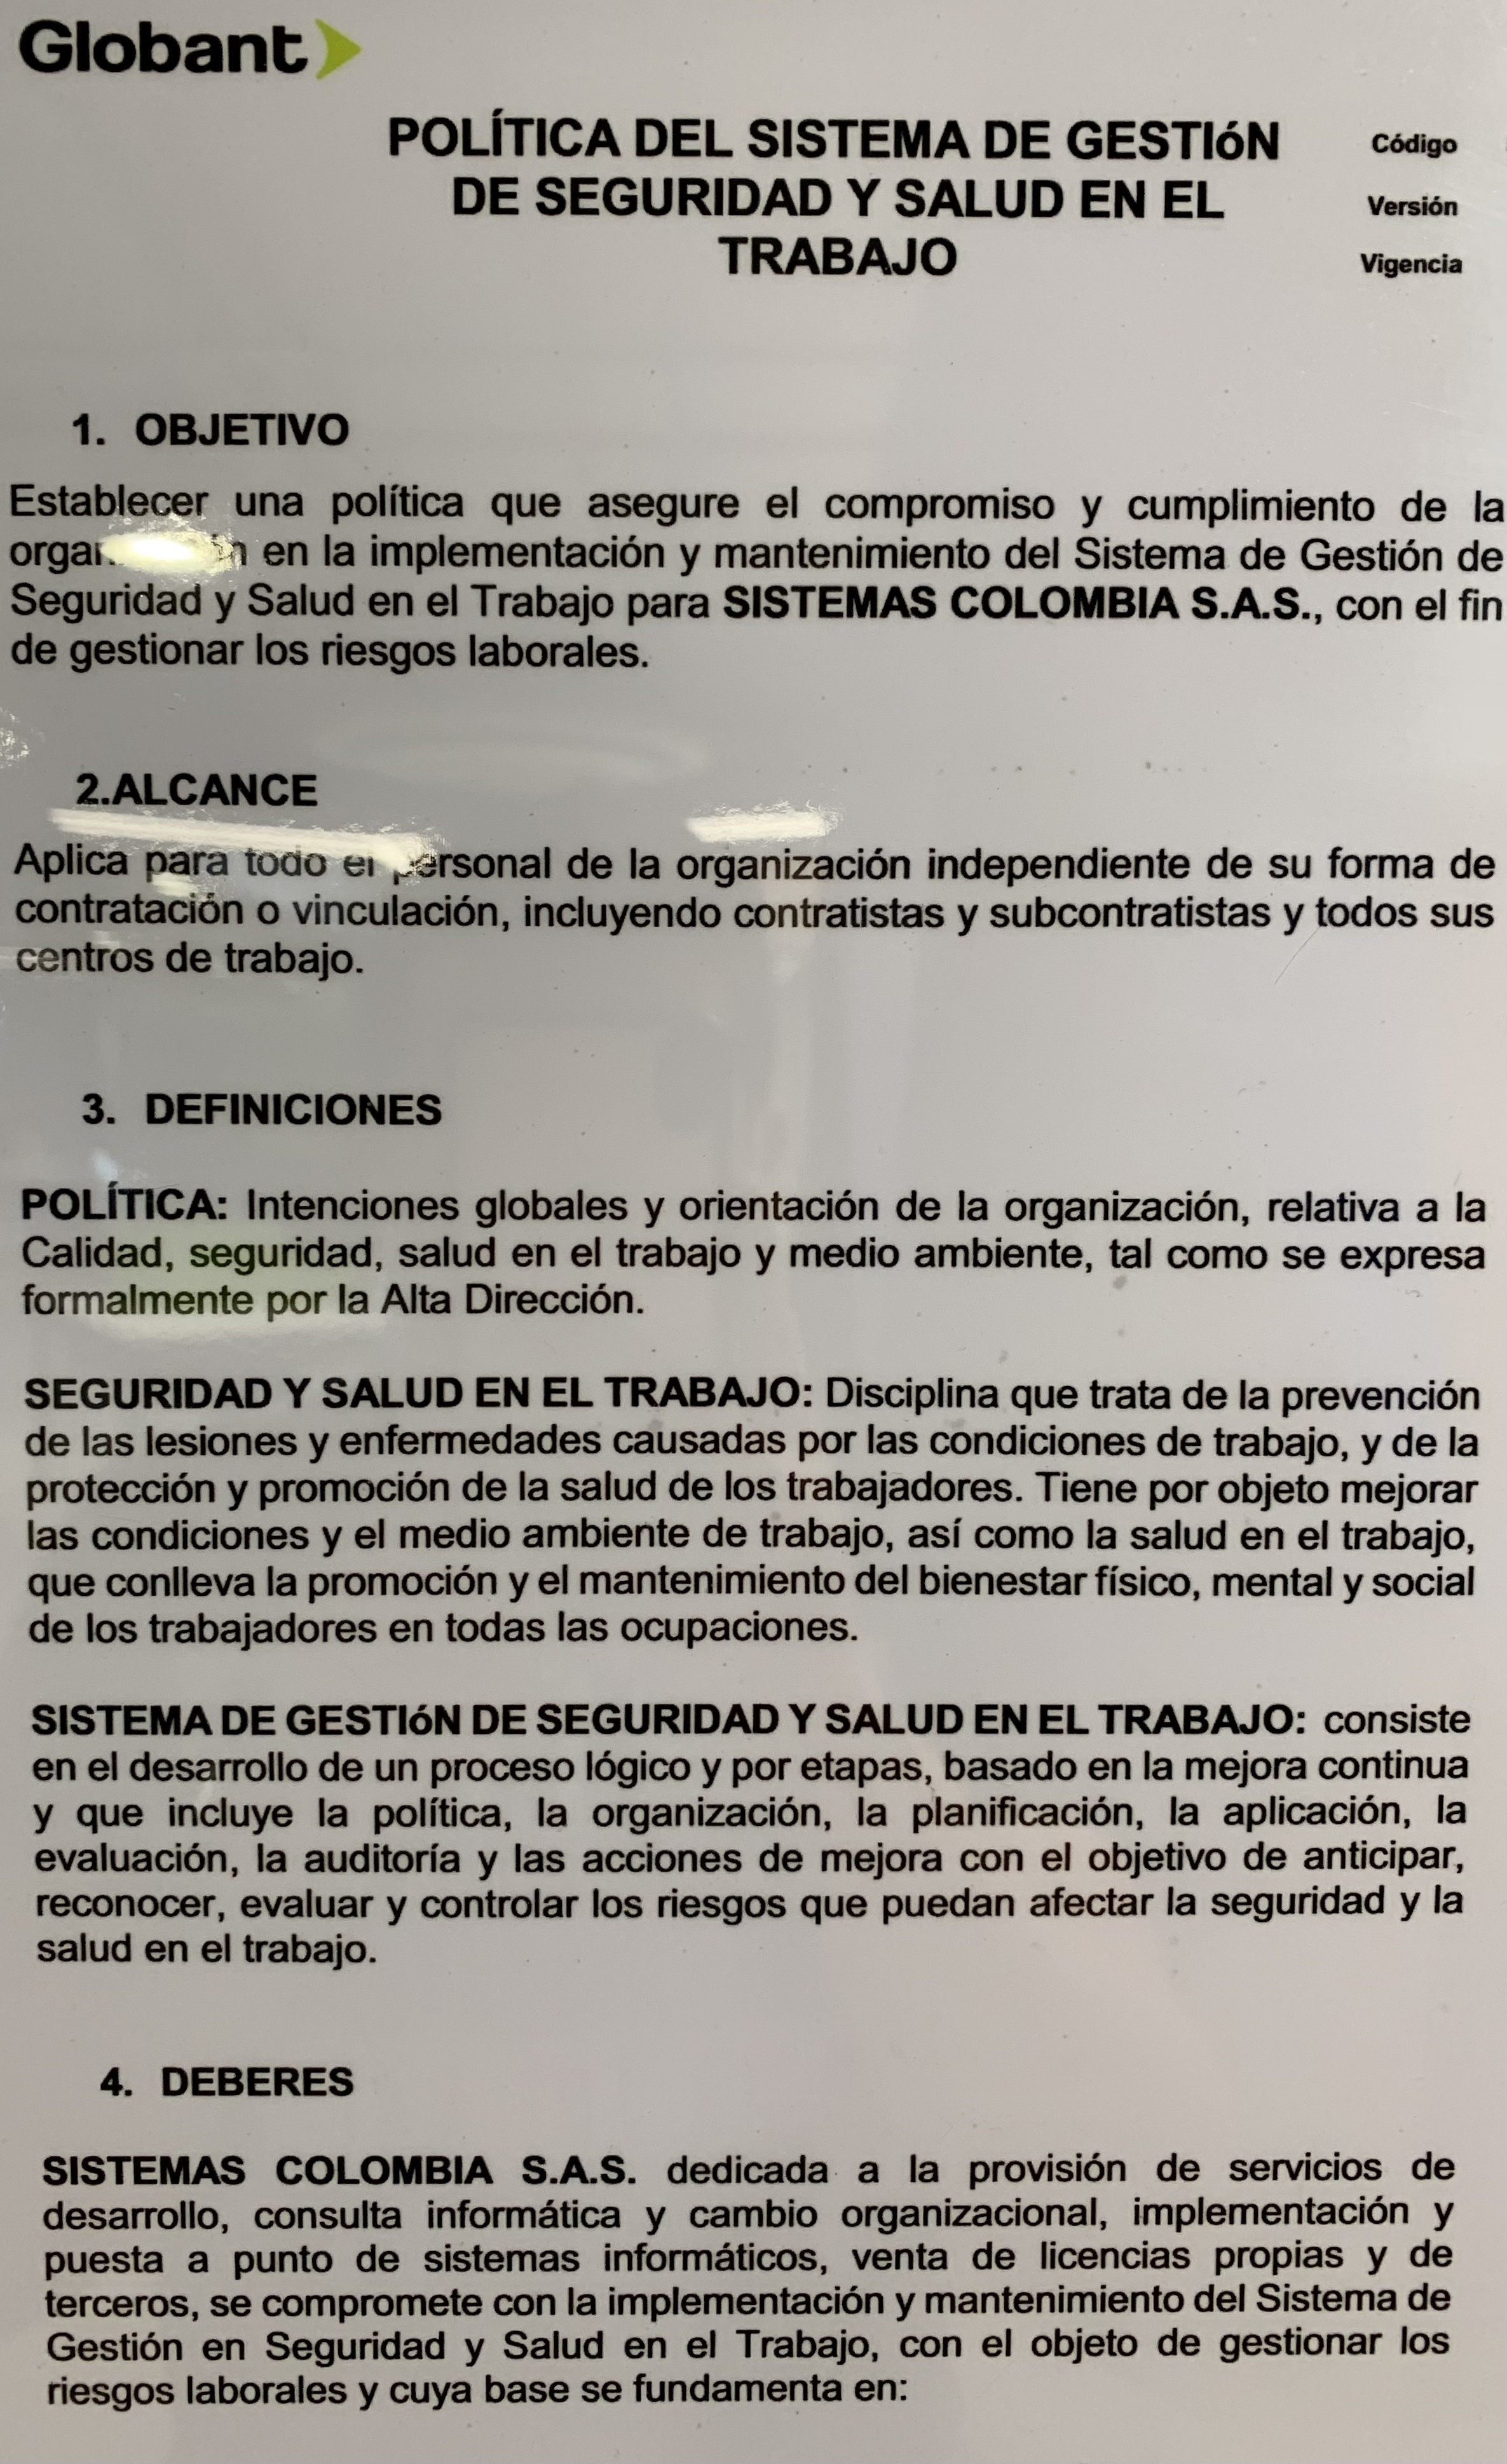 Globant
POLÍTICA DEL SISTEMA DE GESTIóN
DE SEGURIDAD Y SALUD EN EL
TRABAJO
Código
Versión
Vigencia
1. OBJETIVO
Establecer una política que asegure el compromiso y cumplimiento de la
en la implementación y mantenimiento del Sistema de Gestión de
Seguridad y Salud en el Trabajo para SISTEMAS COLOMBIA S.A.S., con el fin
de gestionar los riesgos laborales.
2.ALCANCE
Aplica para todo el personal de la organización independiente de su forma de
contratación o vinculación, incluyendo contratistas y subcontratistas y todos sus
centros de trabajo.
3. DEFINICIONES
POLÍTICA: Intenciones globales y orientación de la organización, relativa a la
Calidad, seguridad, salud en el trabajo y medio ambiente, tal como se expresa
formalmente por la Alta Dirección.
SEGURIDAD Y SALUD EN EL TRABAJO: Disciplina que trata de la prevención
de las lesiones y enfermedades causadas por las condiciones de trabajo, y de la
protección y promoción de la salud de los trabajadores. Tiene por objeto mejorar
las condiciones y el medio ambiente de trabajo, así como la salud en el trabajo,
que conlleva la promoción y el mantenimiento del bienestar físico, mental y social
de los trabajadores en todas las ocupaciones.
SISTEMA DE GESTIóN DE SEGURIDAD Y SALUD EN EL TRABAJO: consiste
en el desarrollo de un proceso lógico y por etapas, basado en la mejora continua
y que incluye la política, la organización, la planificación, la aplicación, la
evaluación, la auditoría y las acciones de mejora con el objetivo de anticipar,
reconocer, evaluar y controlar los riesgos que puedan afectar la seguridad y la
salud en el trabajo.
4. DEBERES
SISTEMAS COLOMBIA S.A.S. dedicada a la provisión de servicios de
desarrollo, consulta informática y cambio organizacional, implementación y
puesta a punto de sistemas informáticos, venta de licencias propias y de
terceros, se compromete con la implementación y mantenimiento del Sistema de
Gestión en Seguridad y Salud en el Trabajo, con el objeto de gestionar los
riesgos laborales y cuya base se fundamenta en: